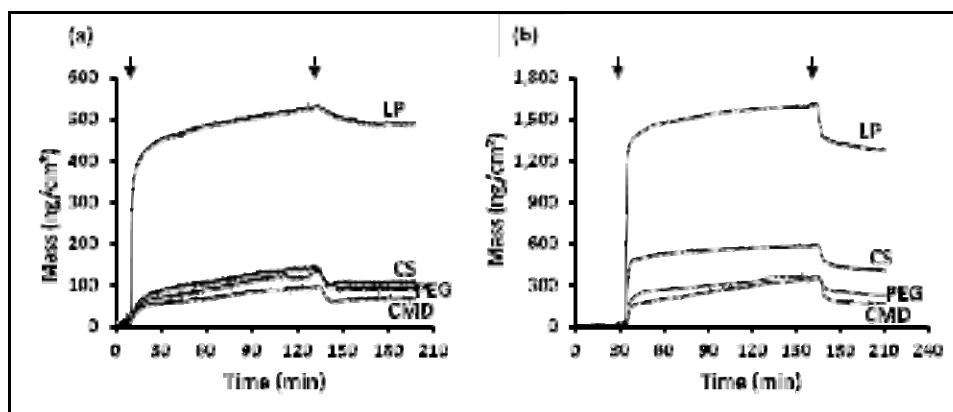 (a)
600
500
400
300
200
100
0
0 30 60 90 120 150 180 210
Mass (ng/cm²)
Time (min)
LP
CS
PEG
CMD
(b)
1,800
1,500
1,200
900
600
300
0
0 30 60 90 120 150 180 210 240
Mass (ng/cm²)
Time (min)
LP
CS
PEG
CMD